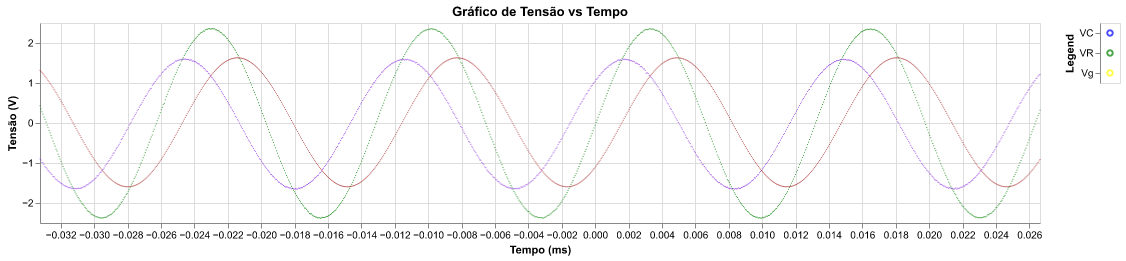 Gráfico de Tensão vs Tempo
Tensão (V)
2
1
0
−1
−2
−0.032 −0.030 −0.028 −0.026 −0.024 −0.022 −0.020 −0.018 −0.016 −0.014 −0.012 −0.010 −0.008 −0.006 −0.004 −0.002 0.000 0.002 0.004 0.006 0.008 0.010 0.012 0.014 0.016 0.018 0.020 0.022 0.024 0.026
Tempo (ms)
Legend
VC
VR
Vg